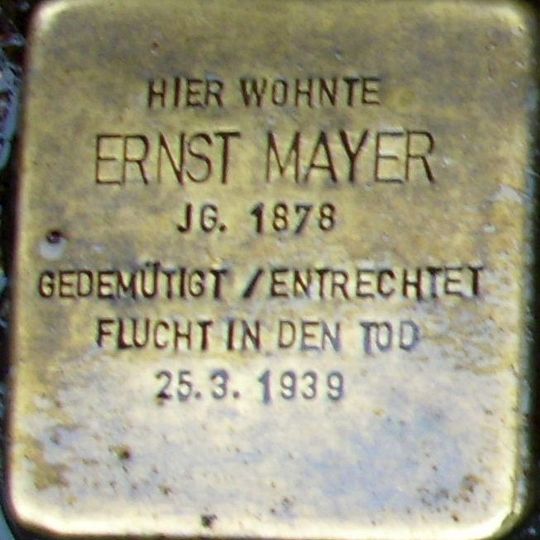 HIER WOHNTE
ERNST MAYER
JG. 1878
GEDEMÜTIGT / ENTRECHTET
FLUCHT IN DEN TOD
25.3.1939